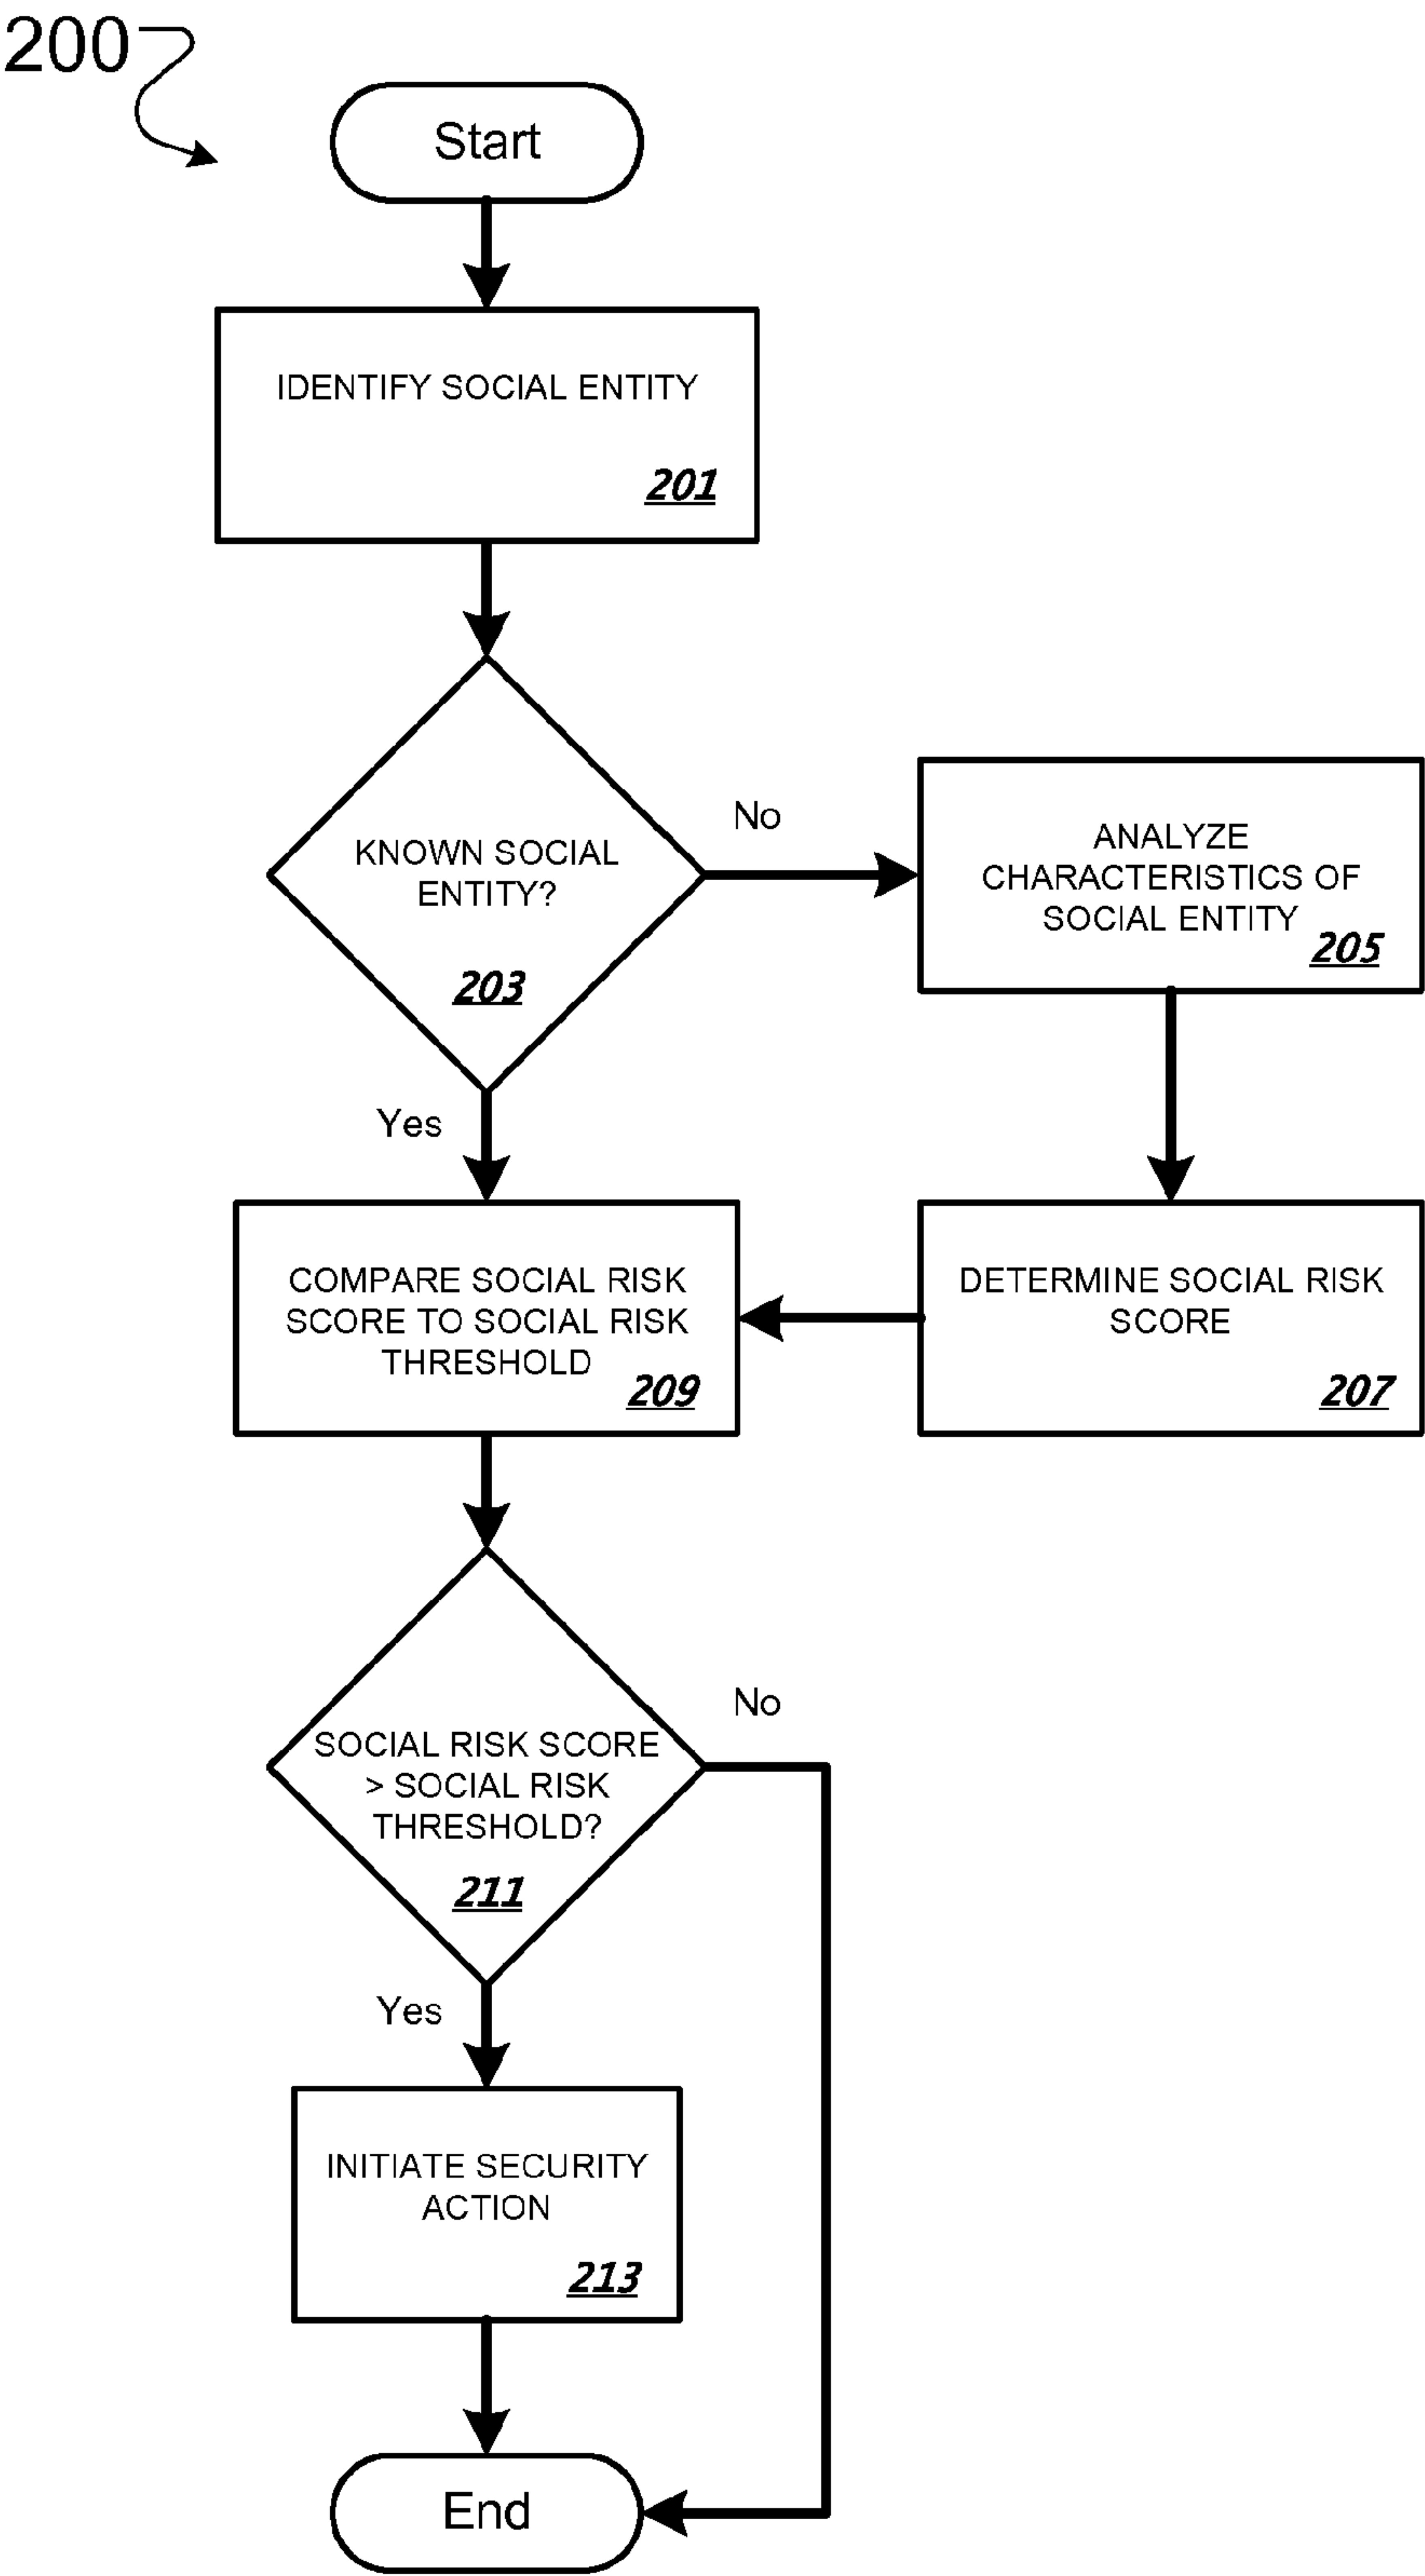 200
Start
IDENTIFY SOCIAL ENTITY
201
KNOWN SOCIAL
ENTITY?
203
No
ANALYZE
CHARACTERISTICS OF
SOCIAL ENTITY
205
Yes
COMPARE SOCIAL RISK
SCORE TO SOCIAL RISK
THRESHOLD
209
DETERMINE SOCIAL RISK
SCORE
207
SOCIAL RISK SCORE
> SOCIAL RISK
THRESHOLD?
211
No
Yes
INITIATE SECURITY
ACTION
213
End